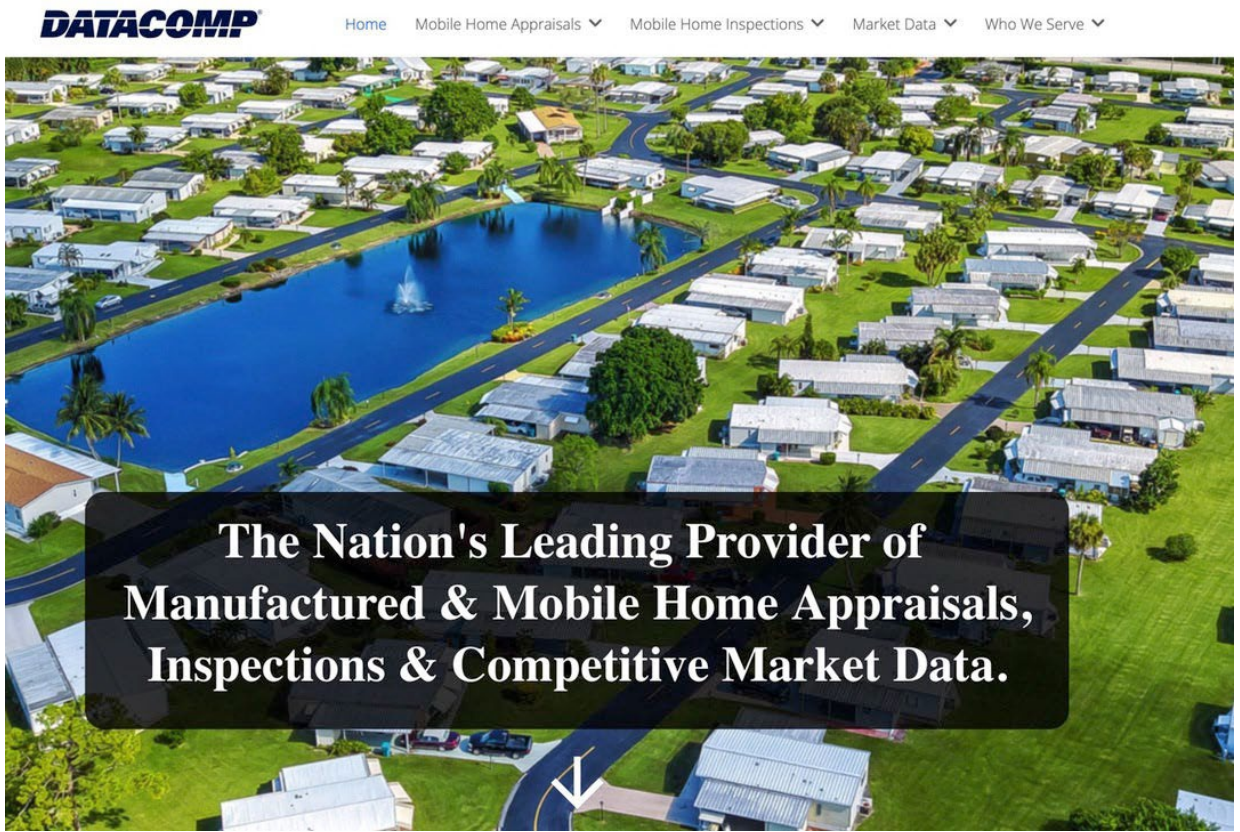 DATACOMP®
Home Mobile Home Appraisals Mobile Home Inspections Market Data Who We Serve
The Nation's Leading Provider of
Manufactured & Mobile Home Appraisals,
Inspections & Competitive Market Data.